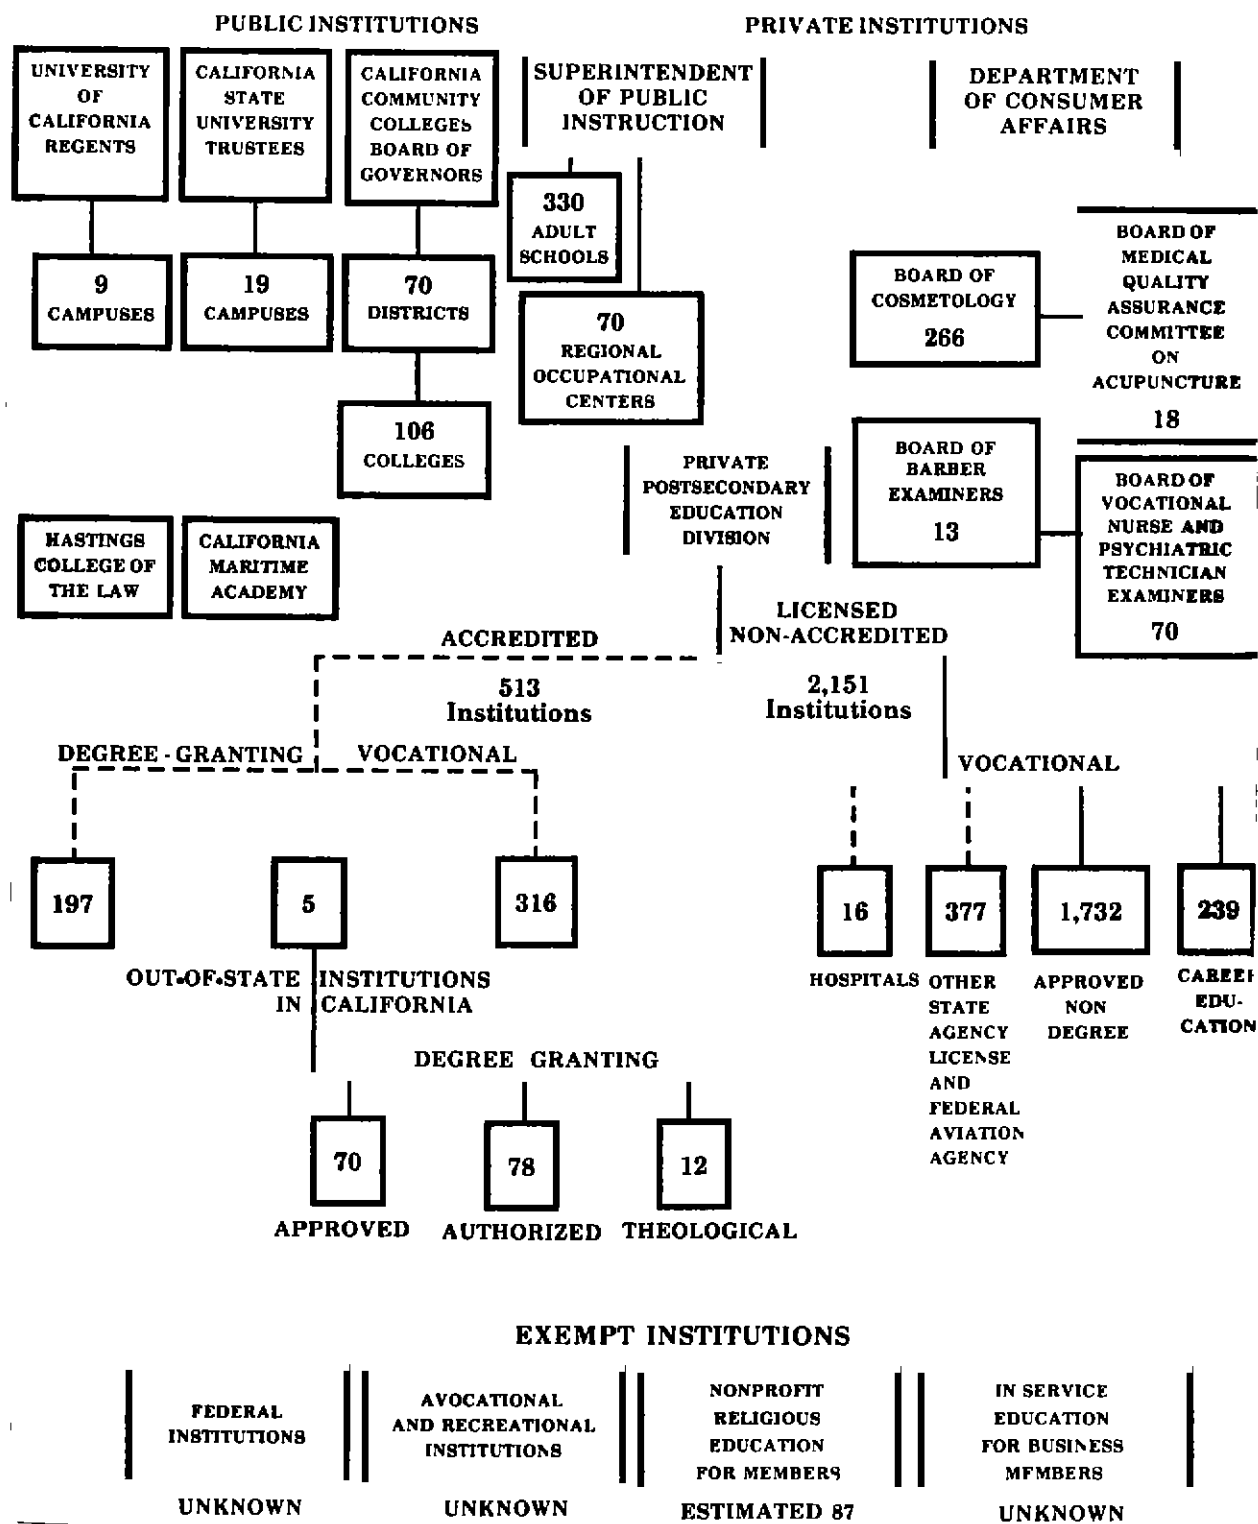 PUBLIC INSTITUTIONS
PRIVATE INSTITUTIONS
UNIVERSITY
OF
CALIFORNIA
REGENTS
CALIFORNIA
STATE
UNIVERSITY
TRUSTEES
CALIFORNIA
COMMUNITY
COLLEGES
BOARD OF
GOVERNORS
SUPERINTENDENT
OF PUBLIC
INSTRUCTION
DEPARTMENT
OF CONSUMER
AFFAIRS
9
CAMPUSES
19
CAMPUSES
70
DISTRICTS
106
COLLEGES
330
ADULT
SCHOOLS
70
REGIONAL
OCCUPATIONAL
CENTERS
BOARD OF
COSMETOLOGY
266
BOARD OF
MEDICAL
QUALITY
ASSURANCE
COMMITTEE
ON
ACUPUNCTURE
18
PRIVATE
POSTSECONDARY
EDUCATION
DIVISION
BOARD OF
BARBER
EXAMINERS
13
BOARD OF
VOCATIONAL
NURSE AND
PSYCHIATRIC
TECHNICIAN
EXAMINERS
70
HASTINGS
COLLEGE OF
THE LAW
CALIFORNIA
MARITIME
ACADEMY
ACCREDITED
LICENSED
NON-ACCREDITED
513
Institutions
2,151
Institutions
DEGREE - GRANTING
VOCATIONAL
VOCATIONAL
197
5
316
16
377
1,732
239
OUT-OF-STATE INSTITUTIONS
IN CALIFORNIA
HOSPITALS
OTHER
STATE
AGENCY
LICENSE
AND
FEDERAL
AVIATION
AGENCY
APPROVED
NON
DEGREE
CAREER
EDU-
CATION
DEGREE GRANTING
70
78
12
APPROVED
AUTHORIZED
THEOLOGICAL
EXEMPT INSTITUTIONS
FEDERAL
INSTITUTIONS
AVOCATIONAL
AND RECREATIONAL
INSTITUTIONS
NONPROFIT
RELIGIOUS
EDUCATION
FOR MEMBERS
IN SERVICE
EDUCATION
FOR BUSINESS
MEMBERS
UNKNOWN
UNKNOWN
ESTIMATED 87
UNKNOWN